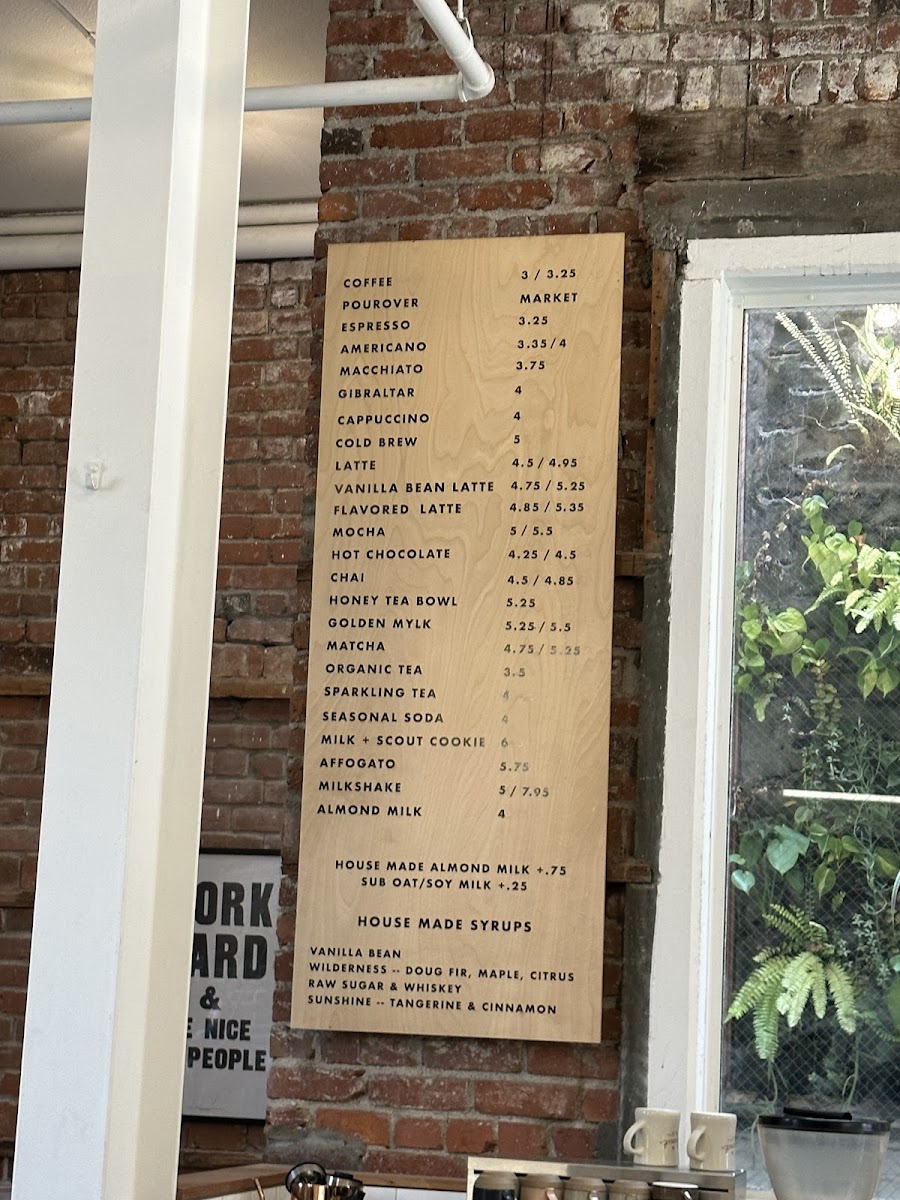 COFFEE 3 / 3.25
POUROVER MARKET
ESPRESSO 3.25
AMERICANO 3.35/4
MACCHIATO 3.75
GIBRALTAR 4
CAPPUCCINO 4
COLD BREW 5
LATTE 4.5 / 4.95
VANILLA BEAN LATTE 4.75 / 5.25
FLAVORED LATTE 4.85 / 5.35
MOCHA 5 / 5.5
HOT CHOCOLATE 4.25 / 4.5
CHAI 4.5 / 4.85
HONEY TEA BOWL 5.25
GOLDEN MYLK 5.25 / 5.5
MATCHA 4.75 / 5.25
ORGANIC TEA 3.5
SPARKLING TEA 4
SEASONAL SODA 4
MILK + SCOUT COOKIE 6
AFFOGATO 5.75
MILKSHAKE 5 / 7.95
ALMOND MILK 4
HOUSE MADE ALMOND MILK +.75
SUB OAT/SOY MILK +.25
HOUSE MADE SYRUPS
VANILLA BEAN
WILDERNESS -- DOUG FIR, MAPLE, CITRUS
RAW SUGAR & WHISKEY
SUNSHINE -- TANGERINE & CINNAMON
ORK
ARD
&
E NICE
PEOPLE